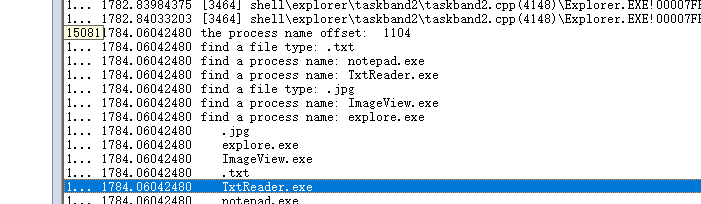 1... 1782.83984375 [3464] shell\explorer\taskband2\taskband2.cpp(4148)\Explorer.EXE!00007FF
1... 1782.84033203 [3464] shell\explorer\taskband2\taskband2.cpp(4148)\Explorer.EXE!00007FF
15081 1784.06042480 the process name offset: 1104
1... 1784.06042480 find a file type: .txt
1... 1784.06042480 find a process name: notepad.exe
1... 1784.06042480 find a process name: TxtReader.exe
1... 1784.06042480 find a file type: .jpg
1... 1784.06042480 find a process name: ImageView.exe
1... 1784.06042480 find a process name: explore.exe
1... 1784.06042480 .jpg
1... 1784.06042480 explore.exe
1... 1784.06042480 ImageView.exe
1... 1784.06042480 .txt
1... 1784.06042480 TxtReader.exe
1... 1784.06042480 notepad.exe